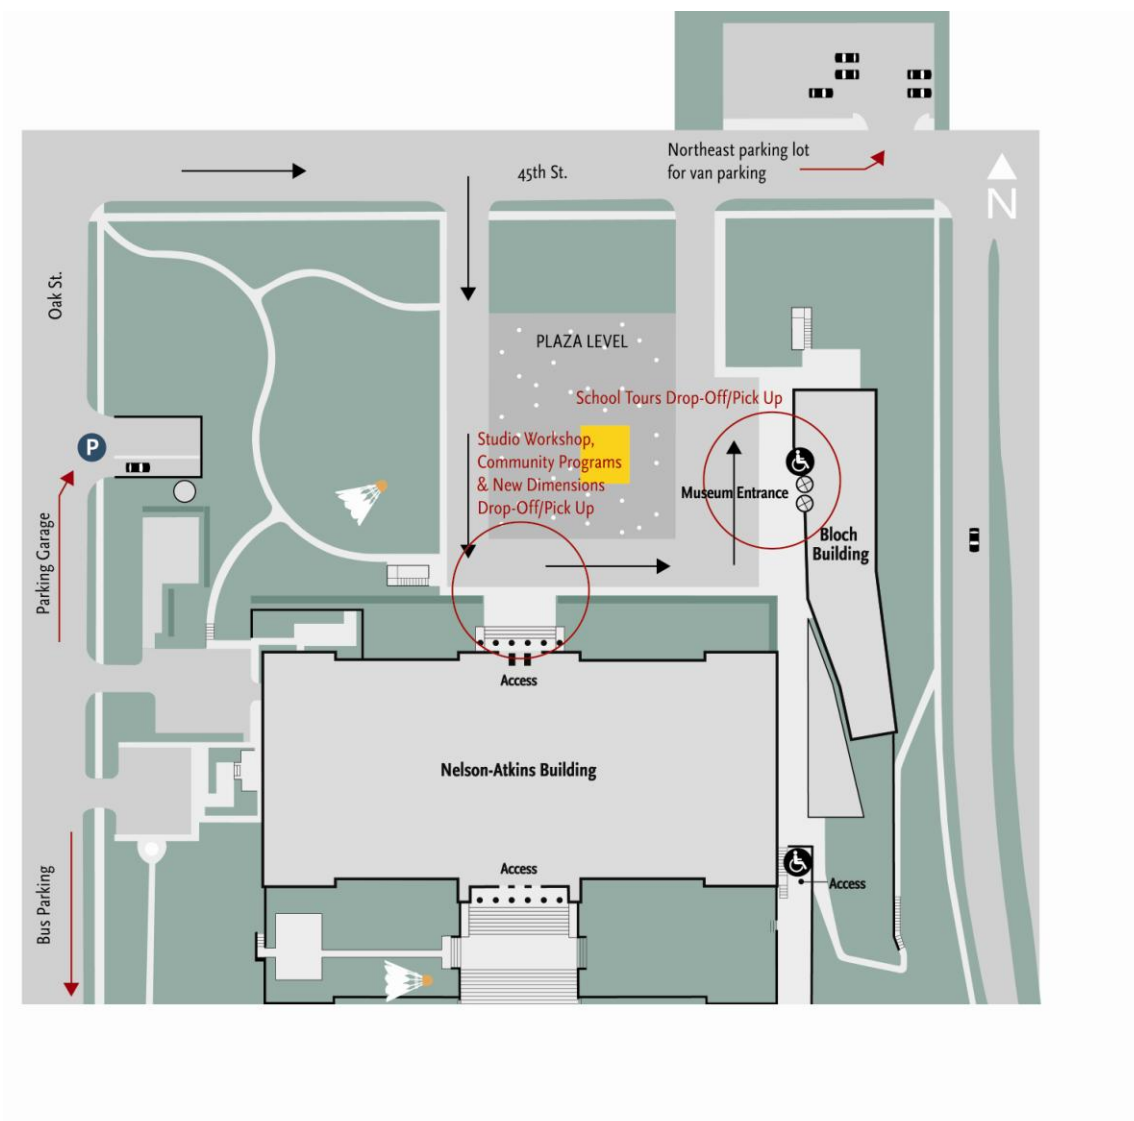 Northeast parking lot
for van parking
45th St.
N
Oak St.
PLAZA LEVEL
School Tours Drop-Off/Pick Up
P
Studio Workshop,
Community Programs
& New Dimensions
Drop-Off/Pick Up
Museum Entrance
Bloch
Building
Parking Garage
Access
Nelson-Atkins Building
Access
Access
Bus Parking